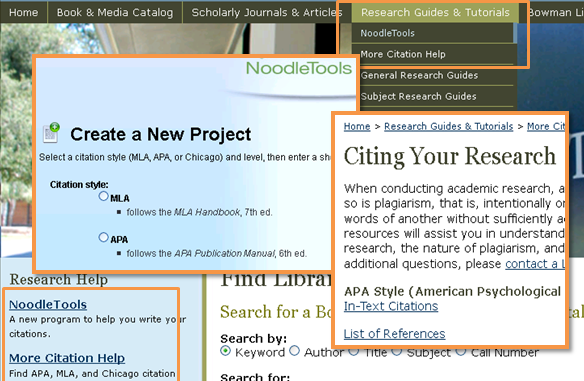 Home
Book & Media Catalog
Scholarly Journals & Articles
Research Guides & Tutorials
Bowman
NoodleTools
More Citation Help
General Research Guides
Subject Research Guides
NoodleTools
Create a New Project
Select a citation style (MLA, APA, or Chicago) and level, then enter a
Citation style:
MLA
follows the MLA Handbook, 7th ed.
APA
follows the APA Publication Manual, 6th ed.
Home > Research Guides & Tutorials > More
Citing Your Research
When conducting academic research, a
so is plagiarism, that is, intentionally or
words of another without sufficiently
resources will assist you in
research, the nature of plagiarism, and
additional questions, please contact a
APA Style (American Psychological
In-Text Citations
List of References
Research Help
NoodleTools
A new program to help you write your
citations.
More Citation Help
Find APA, MLA, and Chicago citation
Find
Search for a
Search by:
Keyword Author Title Subject Call Number
Search for: